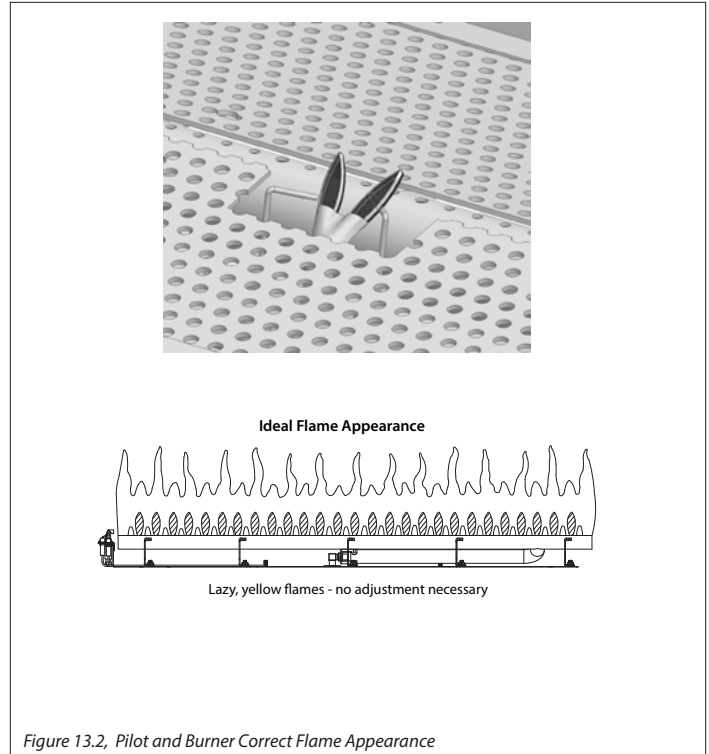 Ideal Flame Appearance
Lazy, yellow flames - no adjustment necessary
Figure 13.2, Pilot and Burner Correct Flame Appearance